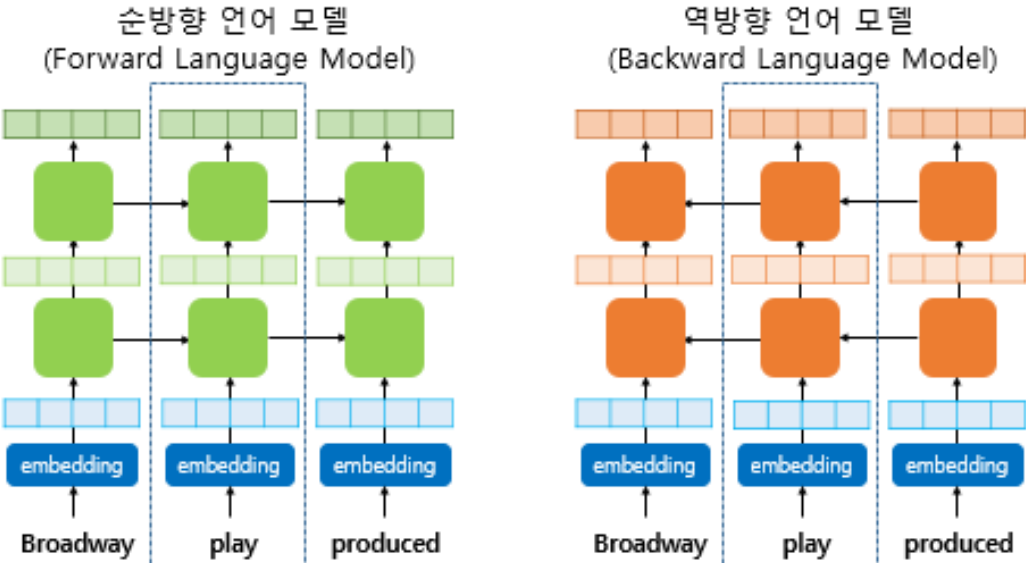 순방향 언어 모델
(Forward Language Model)
embedding embedding embedding
Broadway play produced
역방향 언어 모델
(Backward Language Model)
embedding embedding embedding
Broadway play produced